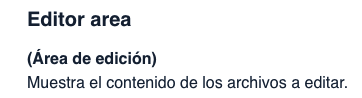 Editor area
(Área de edición)
Muestra el contenido de los archivos a editar.